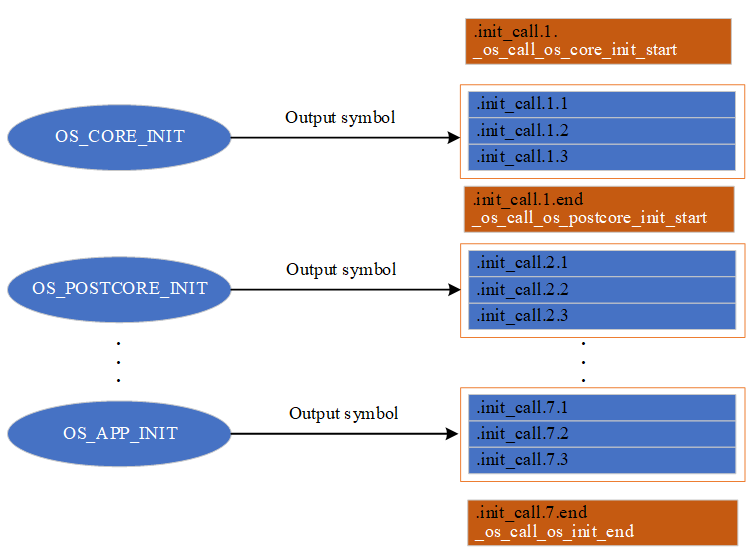 .init_call.1.
_os_call_os_core_init_start
OS_CORE_INIT
Output symbol
.init_call.1.1
.init_call.1.2
.init_call.1.3
.init_call.1.end
_os_call_os_postcore_init_start
OS_POSTCORE_INIT
Output symbol
.init_call.2.1
.init_call.2.2
.init_call.2.3
OS_APP_INIT
Output symbol
.init_call.7.1
.init_call.7.2
.init_call.7.3
.init_call.7.end
_os_call_os_init_end